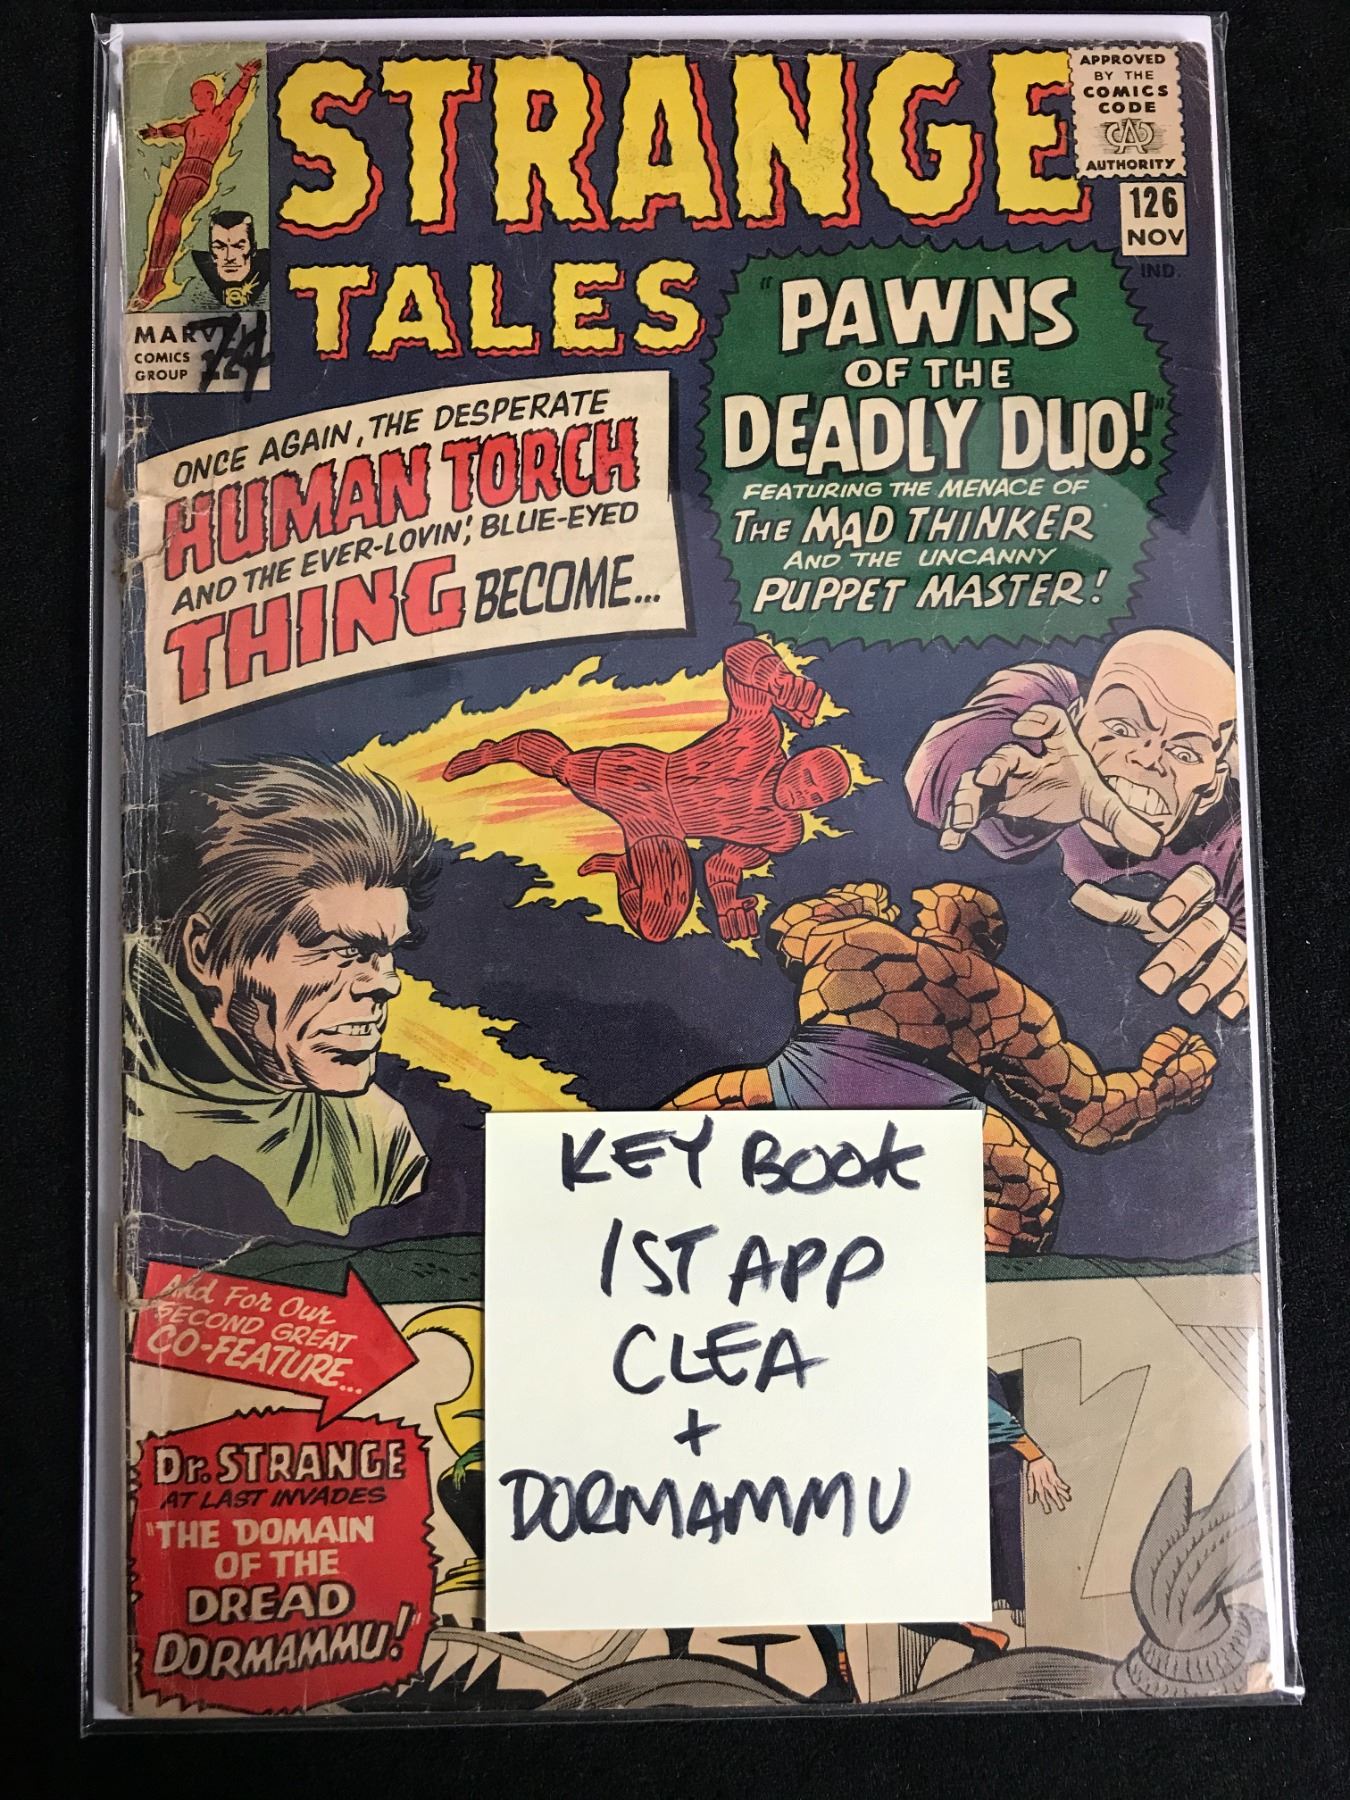 STRANGE
TALES
APPROVED
BY THE
COMICS
CODE
CA
AUTHORITY
126
NOV
IND.
MARVEL
COMICS
GROUP
74
"PAWNS
OF THE
DEADLY DUO!"
FEATURING THE MENACE OF
THE MAD THINKER
AND THE UNCANNY
PUPPET MASTER!
ONCE AGAIN, THE DESPERATE
HUMAN TORCH
AND THE EVER-LOVIN', BLUE-EYED
THING BECOME...
KEY BOOK
1ST APP
CLEA
+
DORMAMMU
And For Our
SECOND GREAT
CO-FEATURE...
Dr. STRANGE
AT LAST INVADES
"THE DOMAIN
OF THE
DREAD
DORMAMMU!"